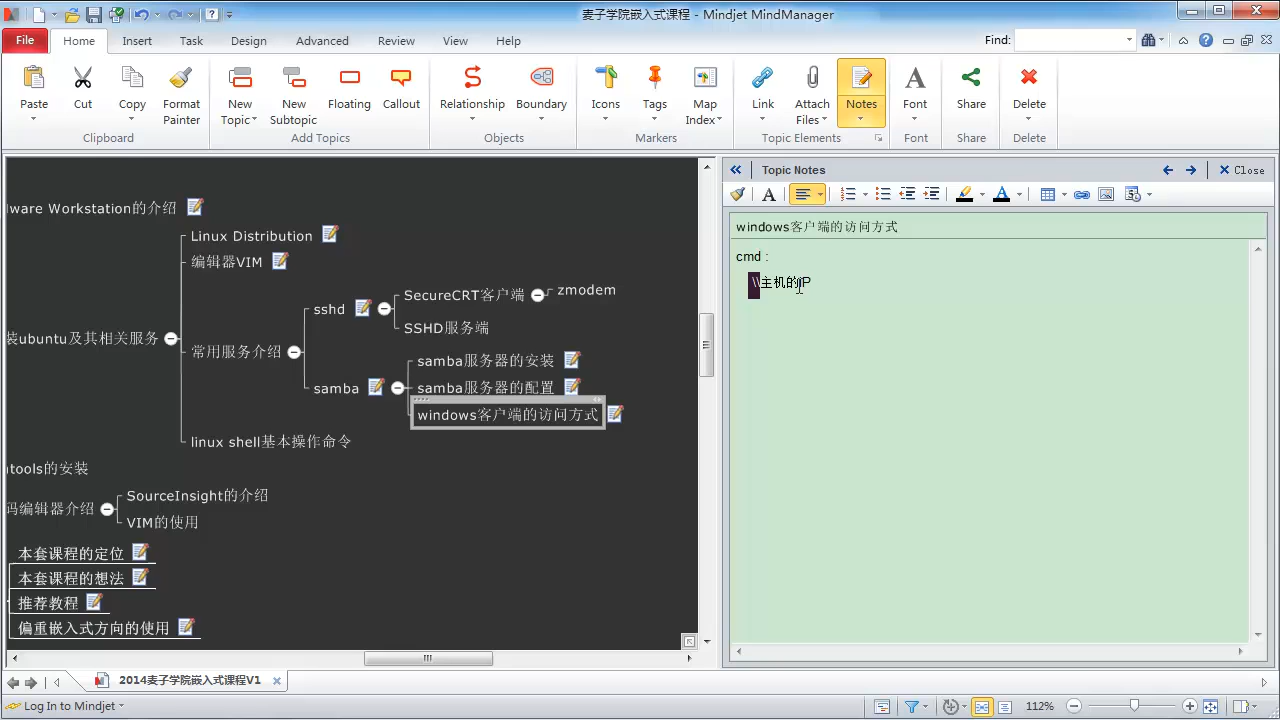 麦子学院嵌入式课程 - Mindjet MindManager
File Home Insert Task Design Advanced Review View Help Find:
Paste Cut Copy Format Painter New Topic New Subtopic Floating Callout Relationship Boundary Icons Tags Map Index Link Attach Files Notes Font Share Delete
Clipboard Add Topics Objects Markers Topic Elements Font Share Delete
Topic Notes Close
windows客户端的访问方式
cmd :
\\主机的IP
ware Workstation的介绍
Linux Distribution
编辑器VIM
SecureCRT客户端
zmodem
sshd
SSHD服务端
装ubuntu及其相关服务
常用服务介绍
samba服务器的安装
samba
samba服务器的配置
windows客户端的访问方式
linux shell基本操作命令
tools的安装
码编辑器介绍
SourceInsight的介绍
VIM的使用
本套课程的定位
本套课程的想法
推荐教程
偏重嵌入式方向的使用
2014麦子学院嵌入式课程V1
Log In to Mindjet
112%